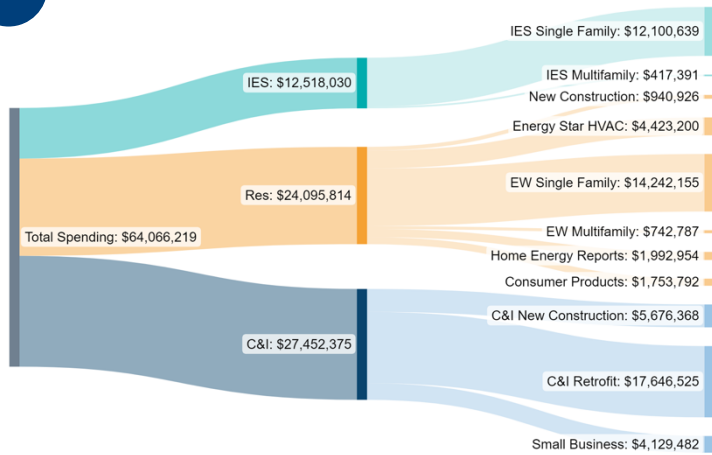 IES Single Family: $12,100,639
IES Multifamily: $417,391
IES: $12,518,030
New Construction: $940,926
Energy Star HVAC: $4,423,200
EW Single Family: $14,242,155
Res: $24,095,814
EW Multifamily: $742,787
Total Spending: $64,066,219
Home Energy Reports: $1,992,954
Consumer Products: $1,753,792
C&I New Construction: $5,676,368
C&I: $27,452,375
C&I Retrofit: $17,646,525
Small Business: $4,129,482